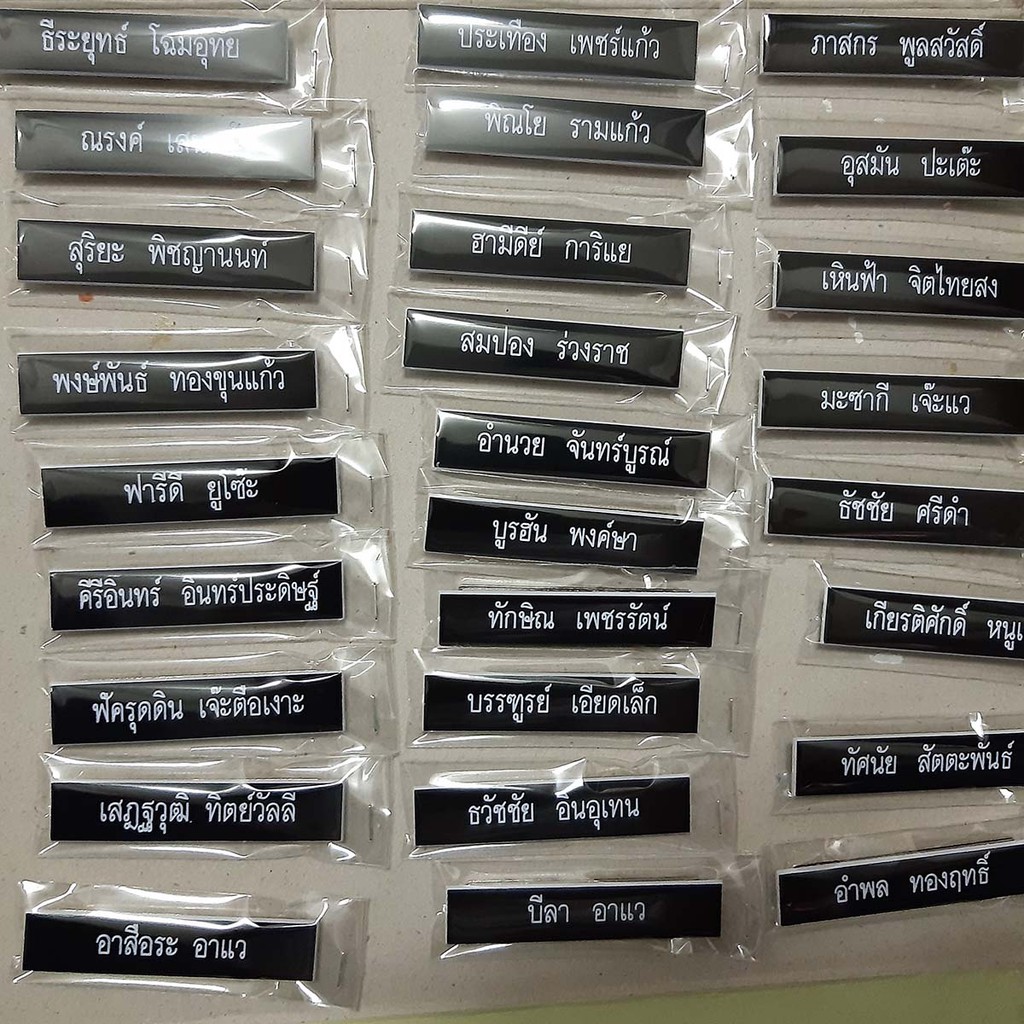 ธีระยุทธ์ โฉมอุทัย
ณรงค์
สุริยะ พิชญานนท์
พงษ์พันธ์ ทองขุนแก้ว
ฟารีดี ยูโซ๊ะ
คีรีอินทร์ อินทร์ประดิษฐ์
ฟัครุดดิน เจ๊ะตือเงาะ
เสฏฐวุฒิ ทิตย์วัลลี
อาสือระ อาแว
ประเทือง เพชร์แก้ว
พิณโย รามแก้ว
ฮามีดีย์ การิแย
สมปอง ร่วงราช
อำนวย จันทร์บูรณ์
บูรฮัน พงค์ษา
ทักษิณ เพชรรัตน์
บรรฑูรย์ เอียดเล็ก
ธวัชชัย อินอุเทน
บีลา อาแว
ภาสกร พูลสวัสดิ์
อุสมัน ปะเต๊ะ
เหินฟ้า จิตไทยสง
มะซากี เจ๊ะแว
ธัชชัย ศรีดำ
เกียรติศักดิ์
ทัศนัย สัตตะพันธ์
อำพล ทองฤทธิ์